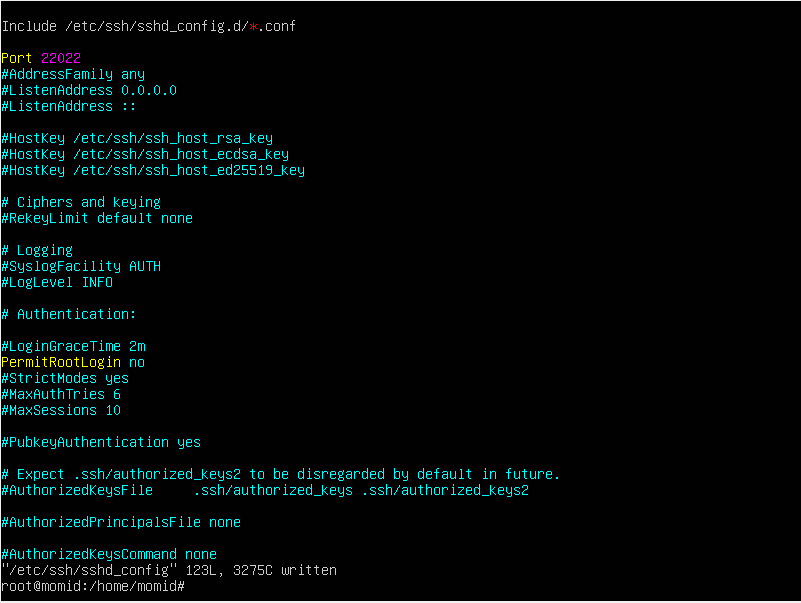 Include /etc/ssh/sshd_config.d/*.conf
Port 22022
#AddressFamily any
#ListenAddress 0.0.0.0
#ListenAddress ::
#HostKey /etc/ssh/ssh_host_rsa_key
#HostKey /etc/ssh/ssh_host_ecdsa_key
#HostKey /etc/ssh/ssh_host_ed25519_key
# Ciphers and keying
#RekeyLimit default none
# Logging
#SyslogFacility AUTH
#LogLevel INFO
# Authentication:
#LoginGraceTime 2m
PermitRootLogin no
#StrictModes yes
#MaxAuthTries 6
#MaxSessions 10
#PubkeyAuthentication yes
# Expect .ssh/authorized_keys2 to be disregarded by default in future.
#AuthorizedKeysFile     .ssh/authorized_keys .ssh/authorized_keys2
#AuthorizedPrincipalsFile none
#AuthorizedKeysCommand none
"/etc/ssh/sshd_config" 123L, 3275C written
root@momid:/home/momid#